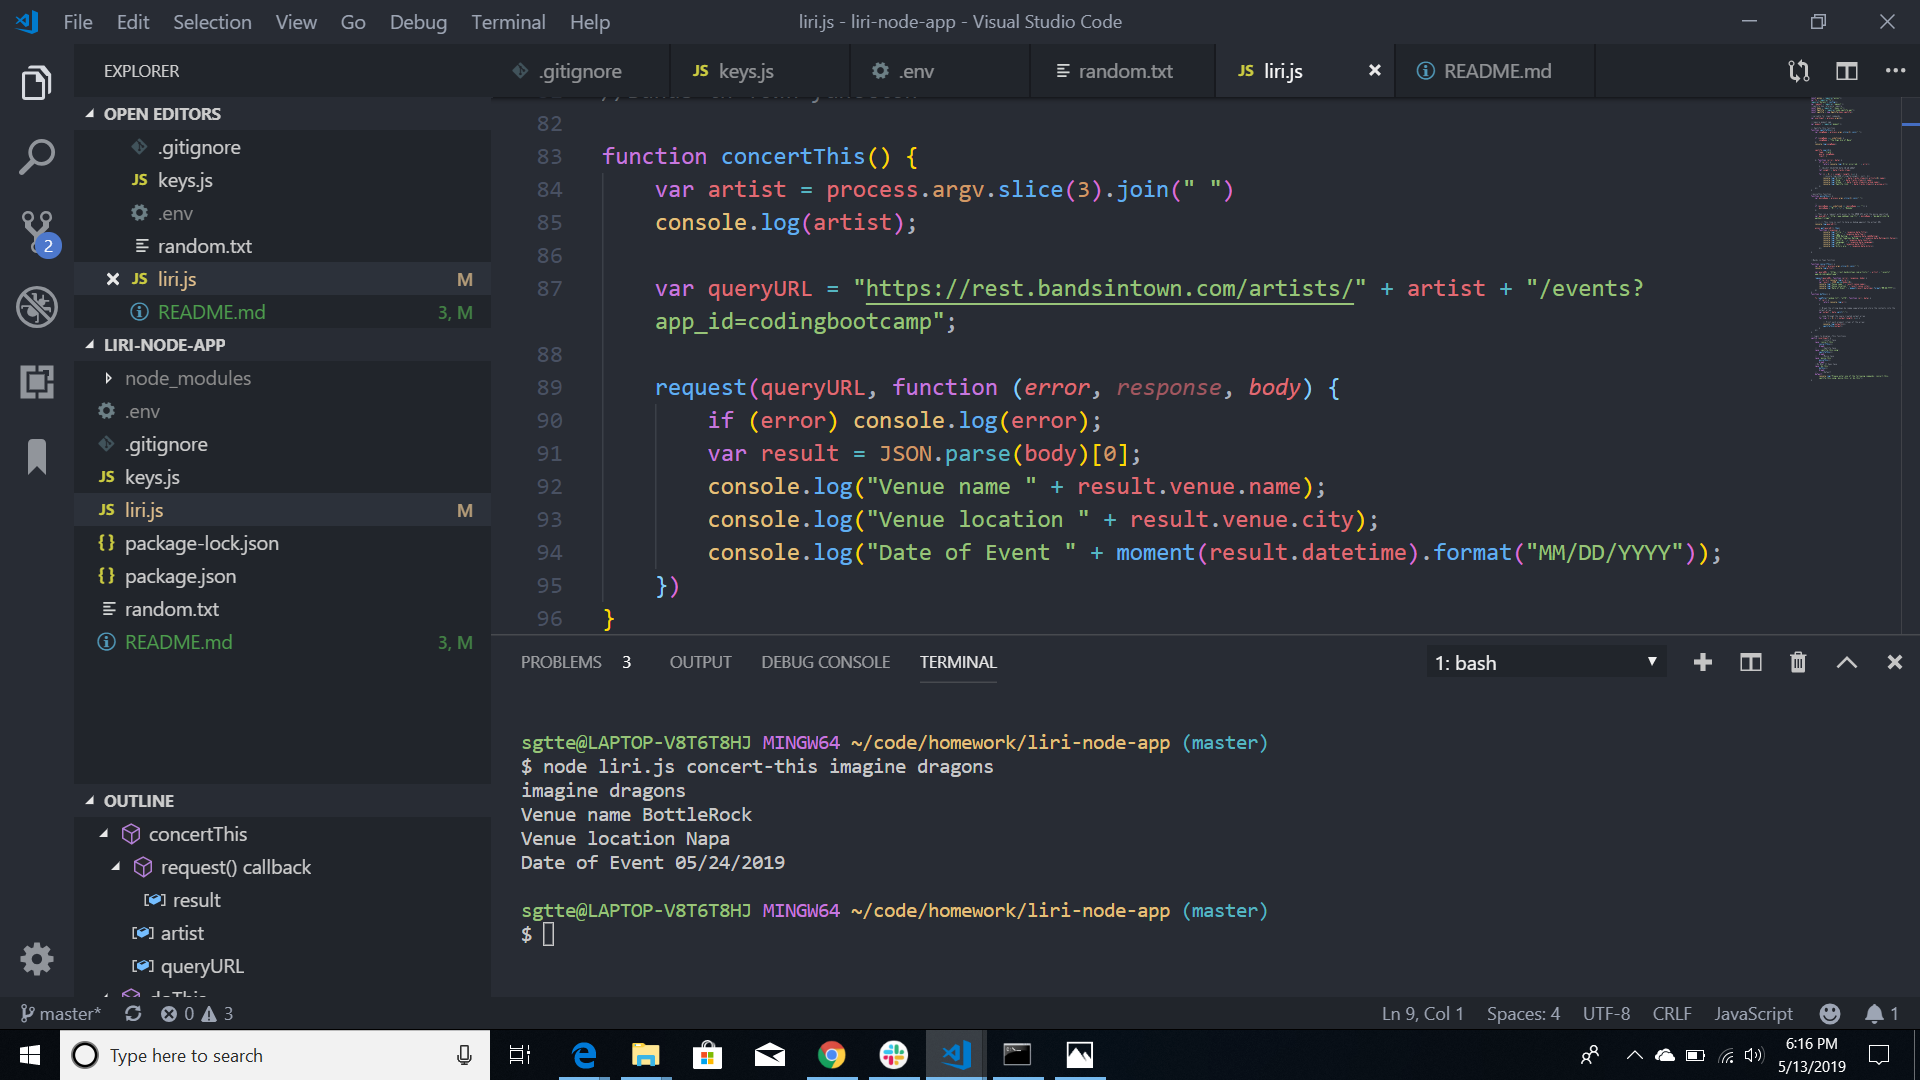 File Edit Selection View Go Debug Terminal Help
liri.js - liri-node-app - Visual Studio Code
EXPLORER
.gitignore
JS keys.js
.env
random.txt
JS liri.js
README.md
OPEN EDITORS
.gitignore
JS keys.js
.env
random.txt
JS liri.js M
README.md 3, M
2
LIRI-NODE-APP
node_modules
.env
.gitignore
JS keys.js
JS liri.js M
{} package-lock.json
{} package.json
random.txt
README.md 3, M
OUTLINE
concertThis
request() callback
result
artist
queryURL
82
83 function concertThis() {
84 var artist = process.argv.slice(3).join(" ")
85 console.log(artist);
86
87 var queryURL = "https://rest.bandsintown.com/artists/" + artist + "/events?
app_id=codingbootcamp";
88
89 request(queryURL, function (error, response, body) {
90 if (error) console.log(error);
91 var result = JSON.parse(body)[0];
92 console.log("Venue name " + result.venue.name);
93 console.log("Venue location " + result.venue.city);
94 console.log("Date of Event " + moment(result.datetime).format("MM/DD/YYYY"));
95 })
96 }
PROBLEMS 3 OUTPUT DEBUG CONSOLE TERMINAL
1: bash
sgtte@LAPTOP-V8T6T8HJ MINGW64 ~/code/homework/liri-node-app (master)
$ node liri.js concert-this imagine dragons
imagine dragons
Venue name BottleRock
Venue location Napa
Date of Event 05/24/2019
sgtte@LAPTOP-V8T6T8HJ MINGW64 ~/code/homework/liri-node-app (master)
$
master* 0 3
Ln 9, Col 1 Spaces: 4 UTF-8 CRLF JavaScript 1
Type here to search
6:16 PM
5/13/2019